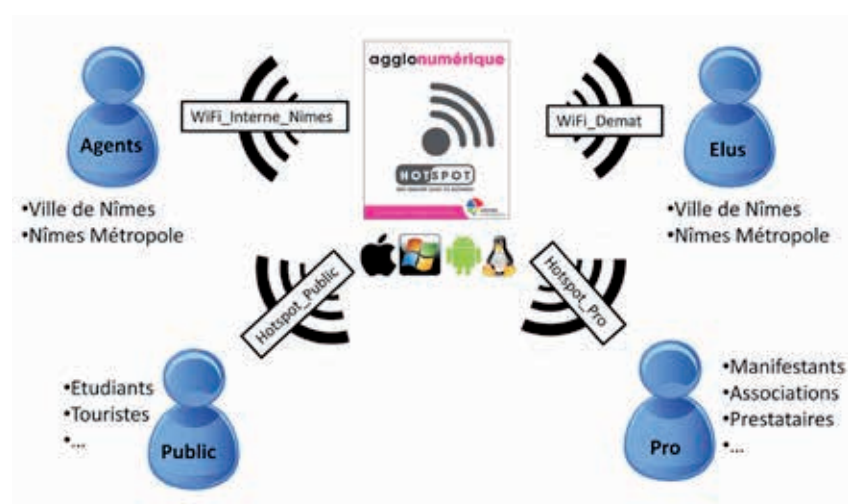 agglonumérique
WiFi_Interne_Nimes
WiFi_Demat
HOTSPOT
Agents
Elus
•Ville de Nîmes
•Nîmes Métropole
•Ville de Nîmes
•Nîmes Métropole
Hotspot_Public
Hotspot_Pro
•Etudiants
•Touristes
•...
Public
•Manifestants
•Associations
•Prestataires
•...
Pro